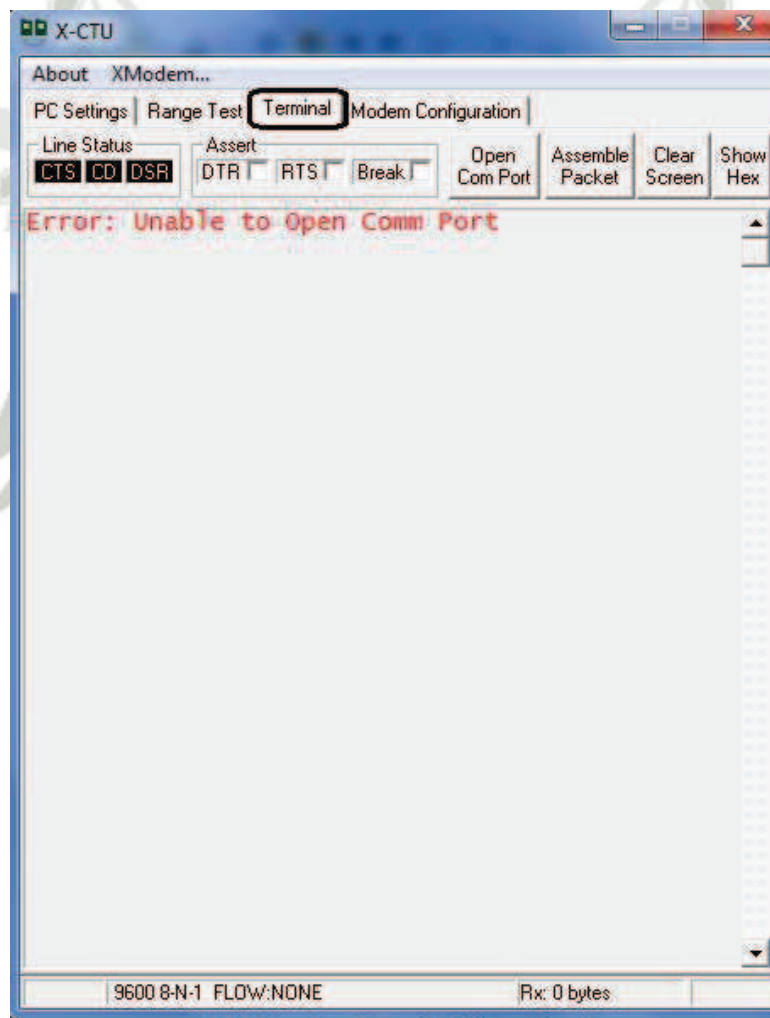 X-CTU
About XModem...
PC Settings Range Test Terminal Modem Configuration
Line Status Assert
CTS CD DSR DTR RTS Break
Open Com Port
Assemble Packet
Clear Screen
Show Hex
Error: Unable to Open Comm Port
9600 8-N-1 FLOW:NONE Rx: 0 bytes